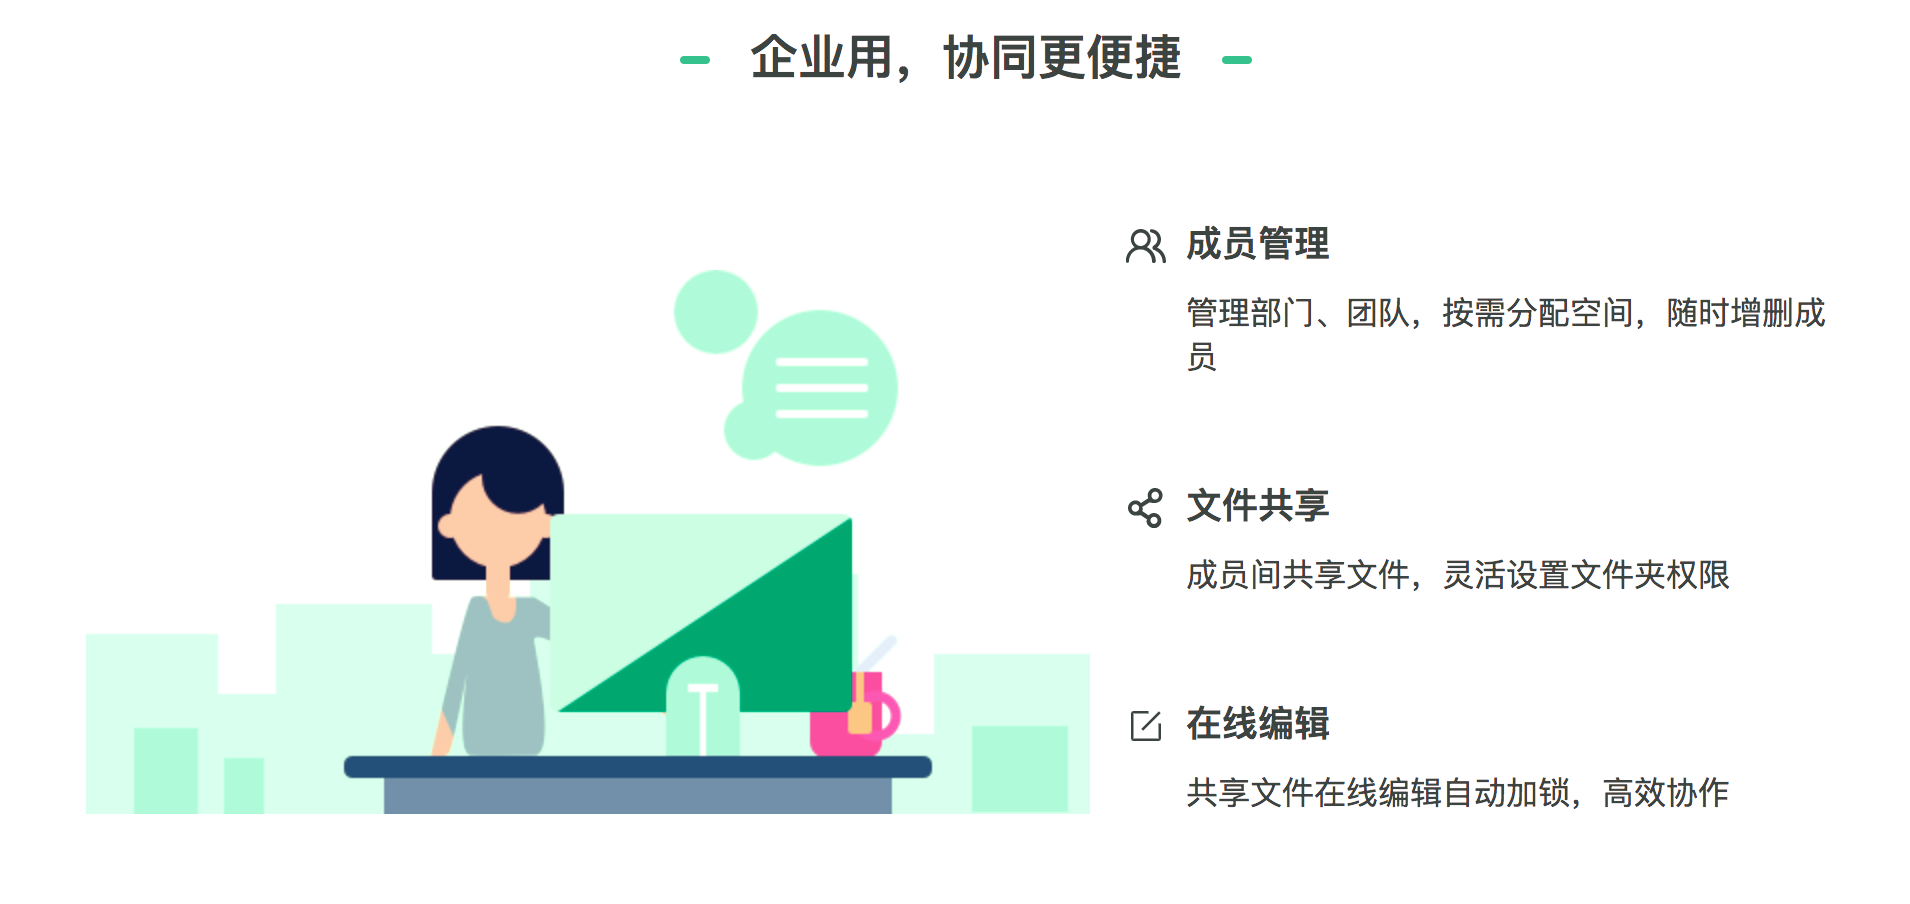 企业用，协同更便捷
成员管理
管理部门、团队，按需分配空间，随时增删成
员
文件共享
成员间共享文件，灵活设置文件夹权限
在线编辑
共享文件在线编辑自动加锁，高效协作